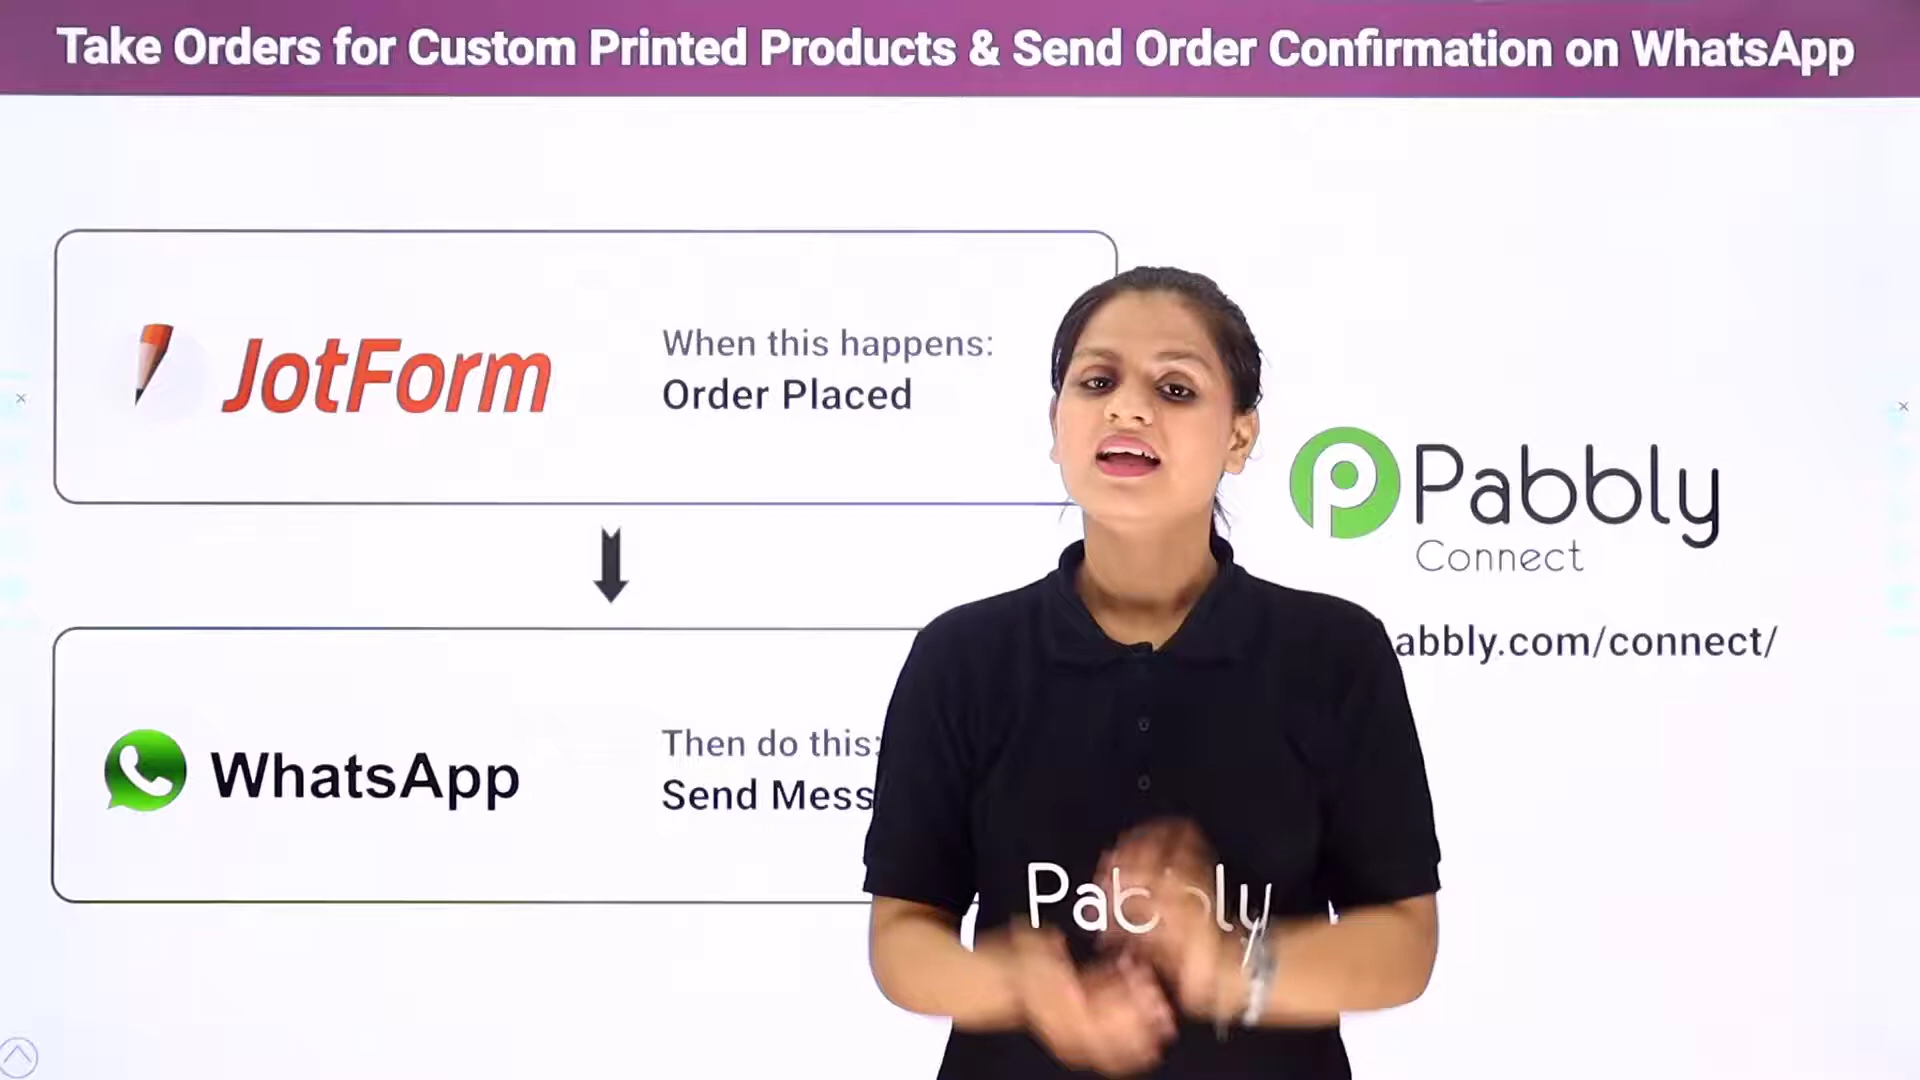 Take Orders for Custom Printed Products & Send Order Confirmation on WhatsApp
JotForm
When this happens:
Order Placed
Pabbly
Connect
abbly.com/connect/
WhatsApp
Then do this:
Send Mess
Pabbly